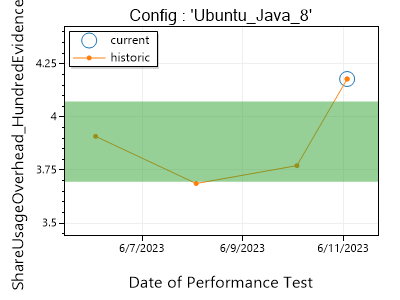 Config : 'Ubuntu_Java_8'
current
historic
ShareUsageOverhead_HundredEvidence
4.25
4
3.75
3.5
6/7/2023
6/9/2023
6/11/2023
Date of Performance Test